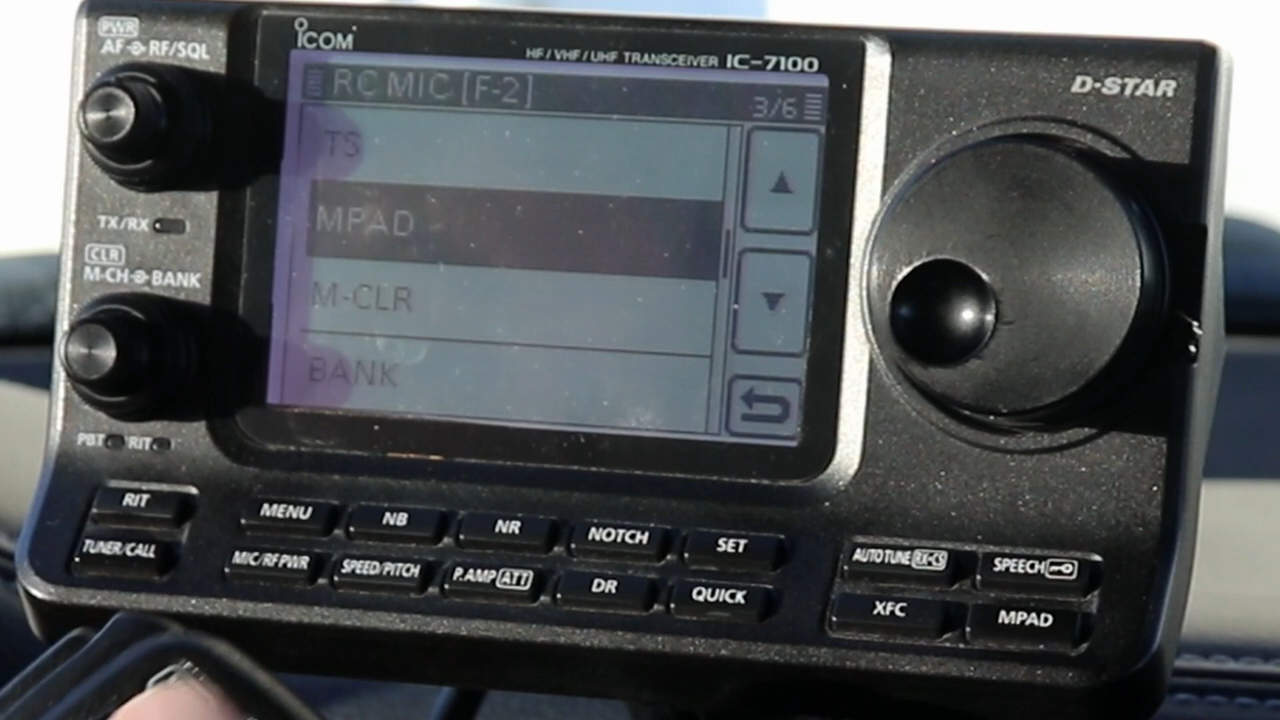 PWR
AF RF/SQL
ICOM
HF/VHF/UHF TRANSCEIVER IC-7100
D-STAR
RC MIC [F-2]
3/6
TS
MPAD
M-CLR
BANK
TX/RX
CLR
M-CH BANK
PBT RIT
RIT
MENU NB NR NOTCH SET
TUNER/CALL
MIC/RF PWR SPEED/PITCH P.AMP ATT DR QUICK
AUTO TUNE RX-CS SPEECH
XFC MPAD